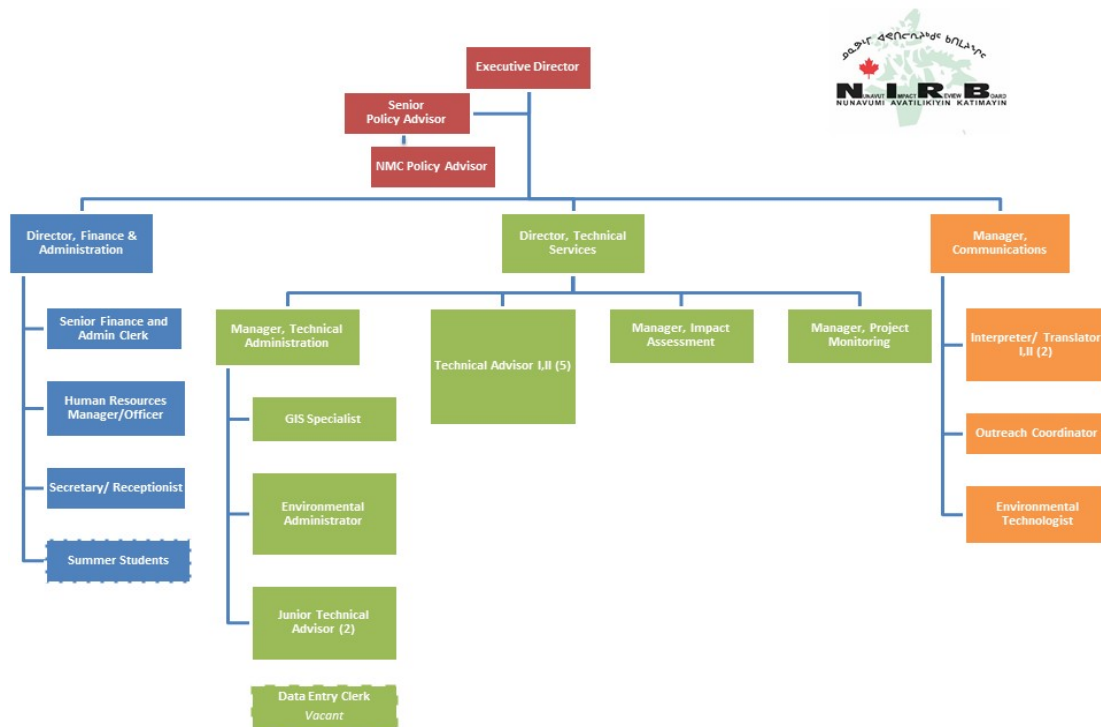 ᓄᓇᕗᒥ ᐊᕙᑎᓕᕆᔨᒃᑯᑦ ᑲᑎᒪᔨᖏᑦ
NUNAVUT IMPACT REVIEW BOARD
NUNAVUMI AVATILIKIYIN KATIMAYIN
Executive Director
Senior
Policy Advisor
NMC Policy Advisor
Director, Finance &
Administration
Director, Technical
Services
Manager,
Communications
Senior Finance and
Admin Clerk
Human Resources
Manager/Officer
Secretary/ Receptionist
Summer Students
Manager, Technical
Administration
Technical Advisor I,II (5)
Manager, Impact
Assessment
Manager, Project
Monitoring
GIS Specialist
Environmental
Administrator
Junior Technical
Advisor (2)
Data Entry Clerk
Vacant
Interpreter/ Translator
I,II (2)
Outreach Coordinator
Environmental
Technologist